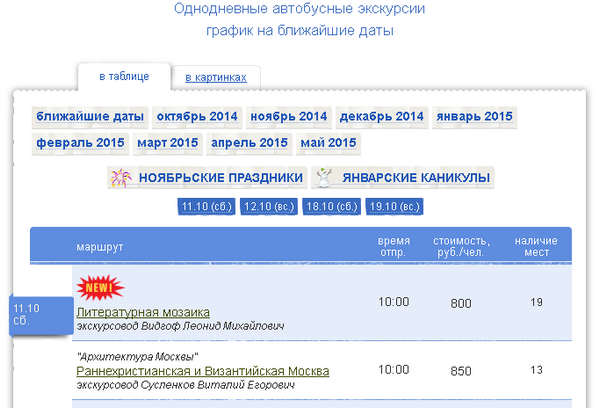 Однодневные автобусные экскурсии
график на ближайшие даты
в таблице в картинках
ближайшие даты октябрь 2014 ноябрь 2014 декабрь 2014 январь 2015
февраль 2015 март 2015 апрель 2015 май 2015
НОЯБРЬСКИЕ ПРАЗДНИКИ ЯНВАРСКИЕ КАНИКУЛЫ
11.10 (сб.) 12.10 (вс.) 18.10 (сб.) 19.10 (вс.)
маршрут время отпр. стоимость, руб./чел. наличие мест
11.10 сб.
NEW!
Литературная мозаика 10:00 800 19
экскурсовод Видгоф Леонид Михайлович
"Архитектура Москвы"
Раннехристианская и Византийская Москва 10:00 850 13
экскурсовод Сусленков Виталий Егорович